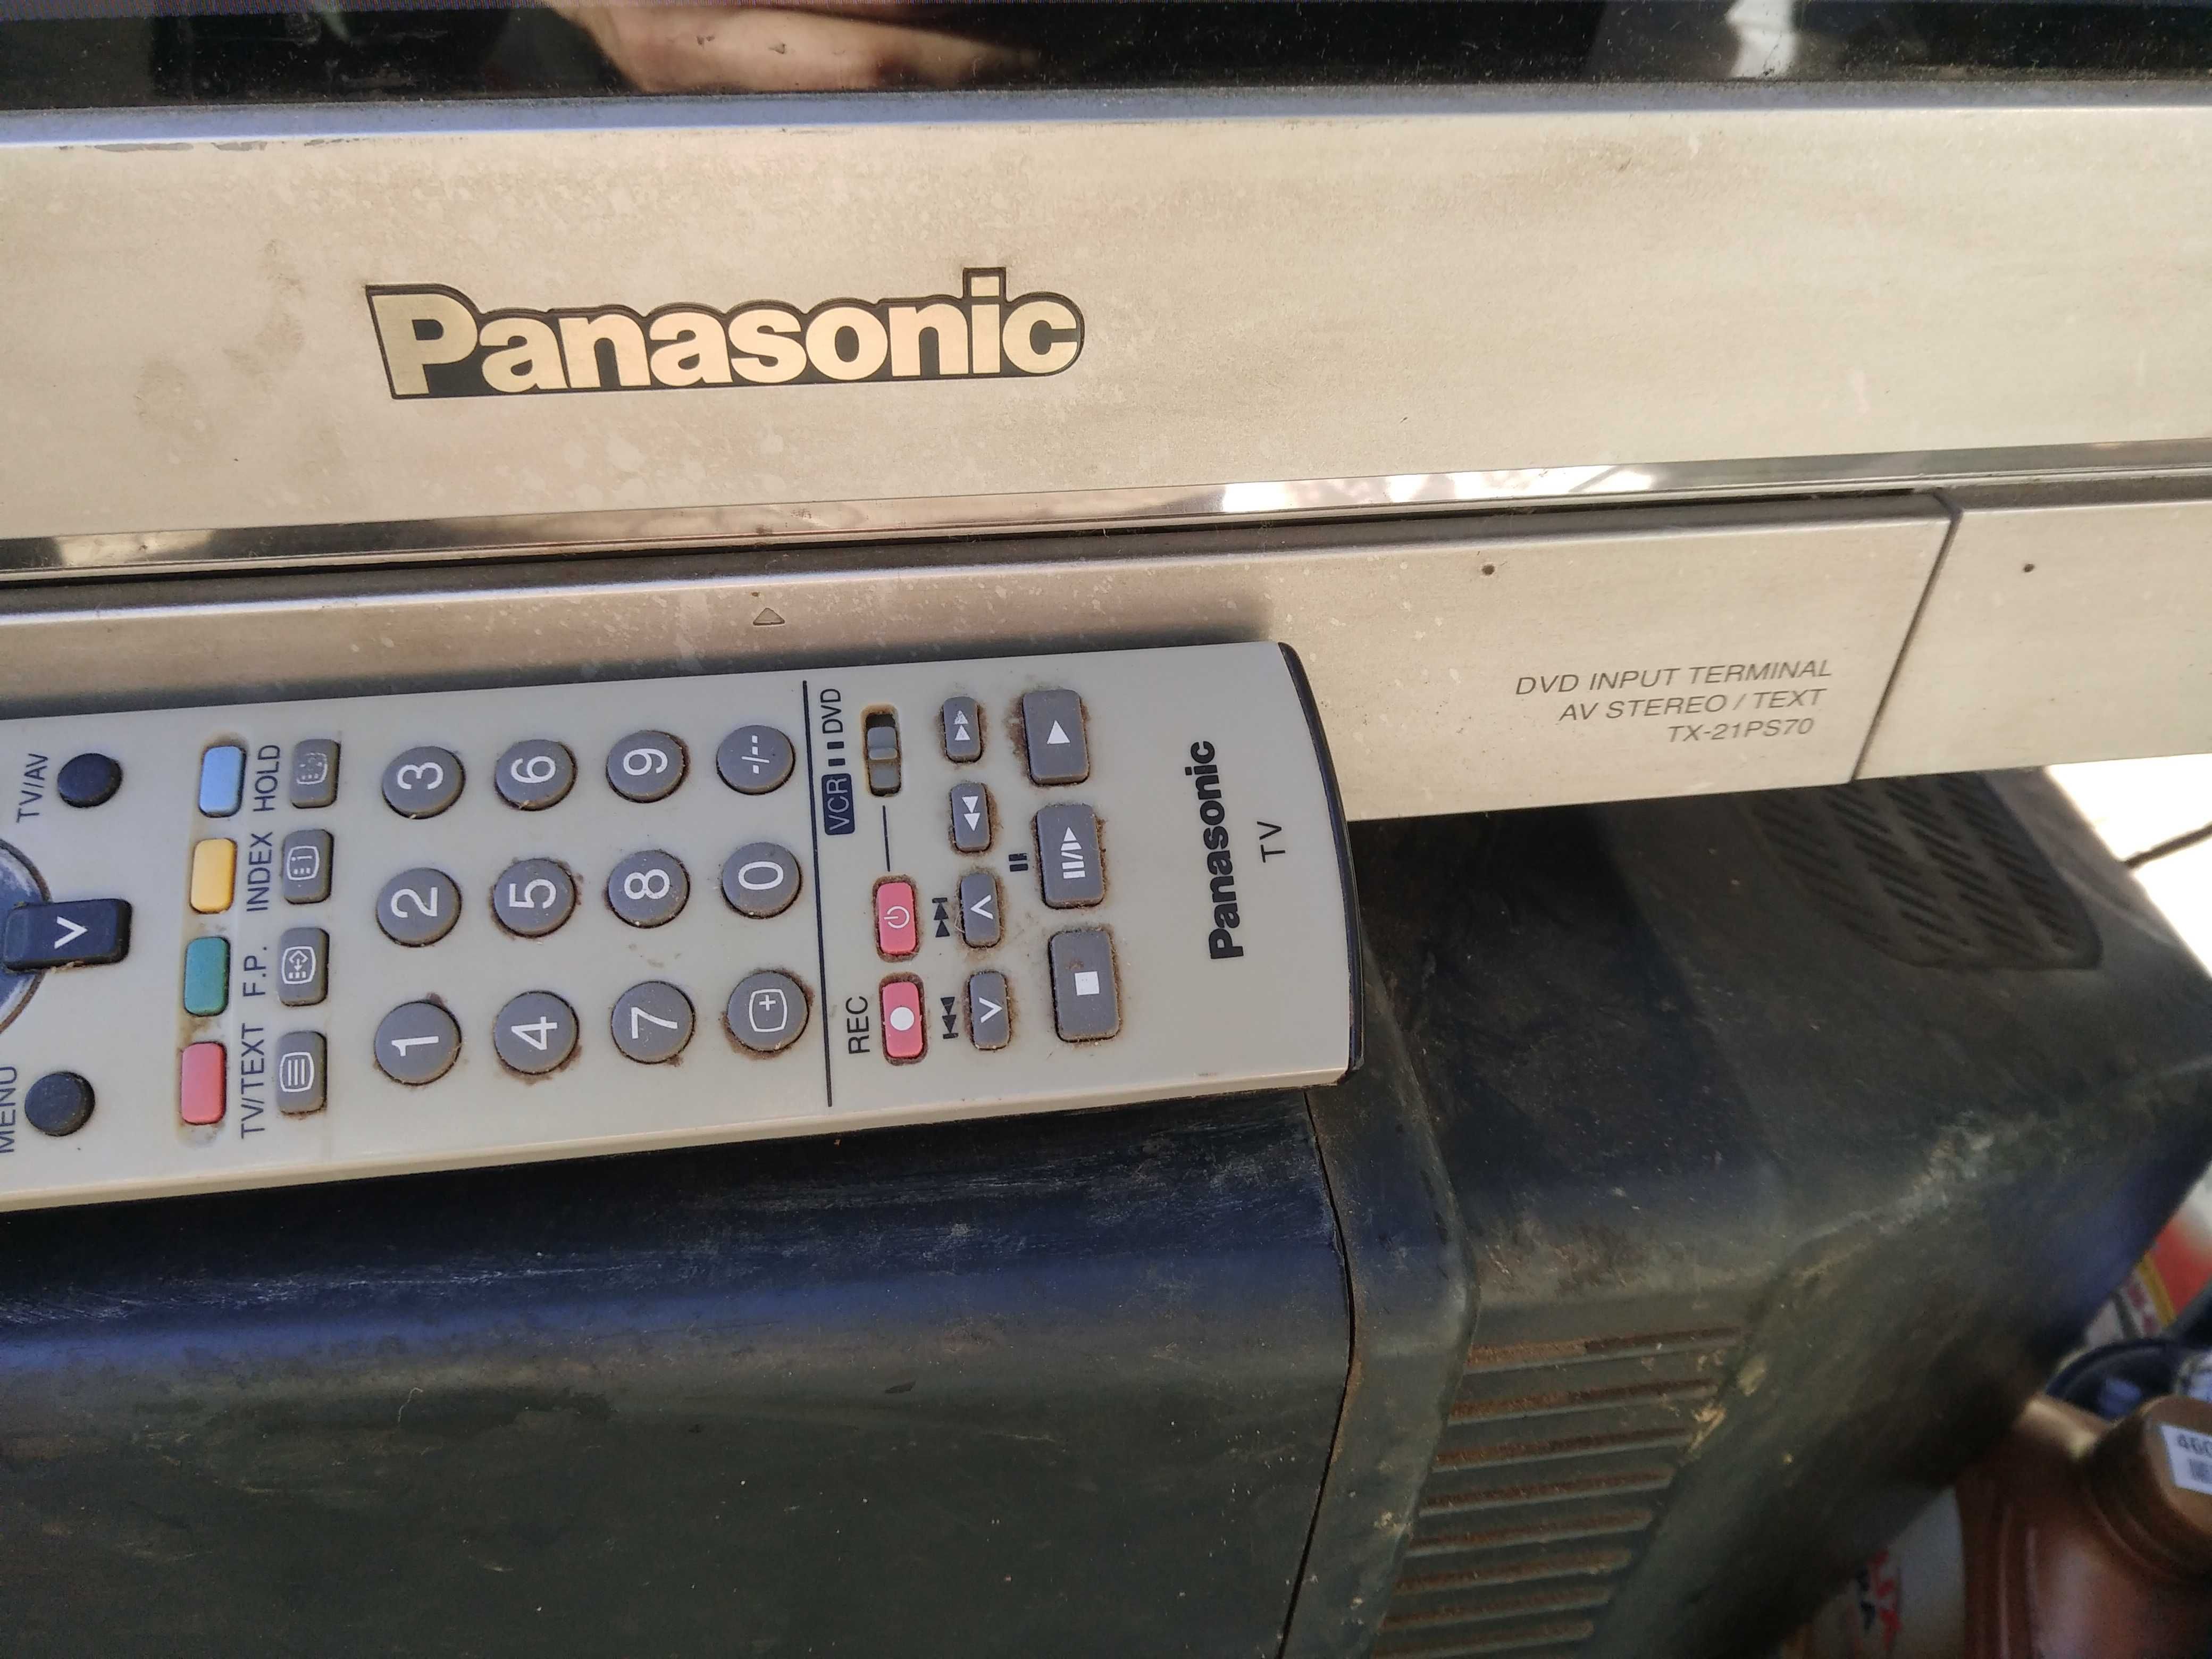 Panasonic
DVD INPUT TERMINAL
AV STEREO / TEXT
TX-21PS70
MENU
TV/AV
TV/TEXT F.P. INDEX HOLD
1 2 3
4 5 6
7 8 9
0 -/--
VCR DVD
REC
Panasonic
TV
460